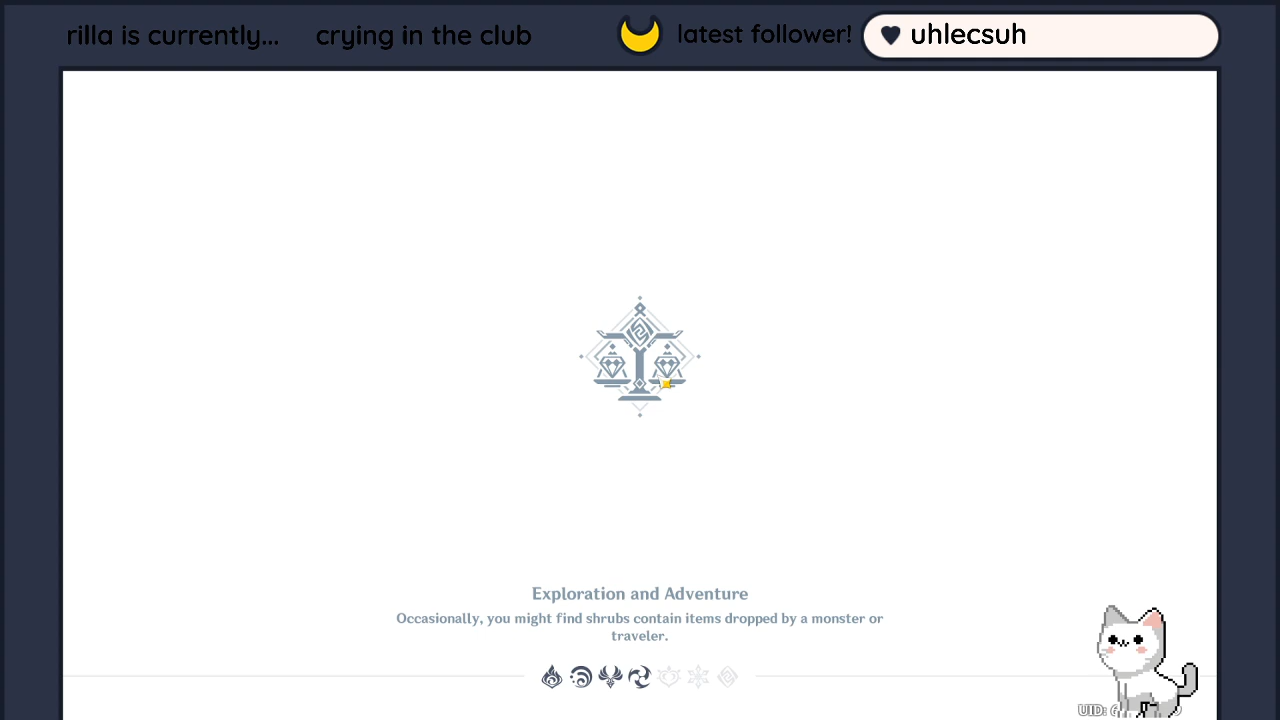 rilla is currently... crying in the club latest follower! uhlecsuh
Exploration and Adventure
Occasionally, you might find shrubs contain items dropped by a monster or
traveler.
UID: